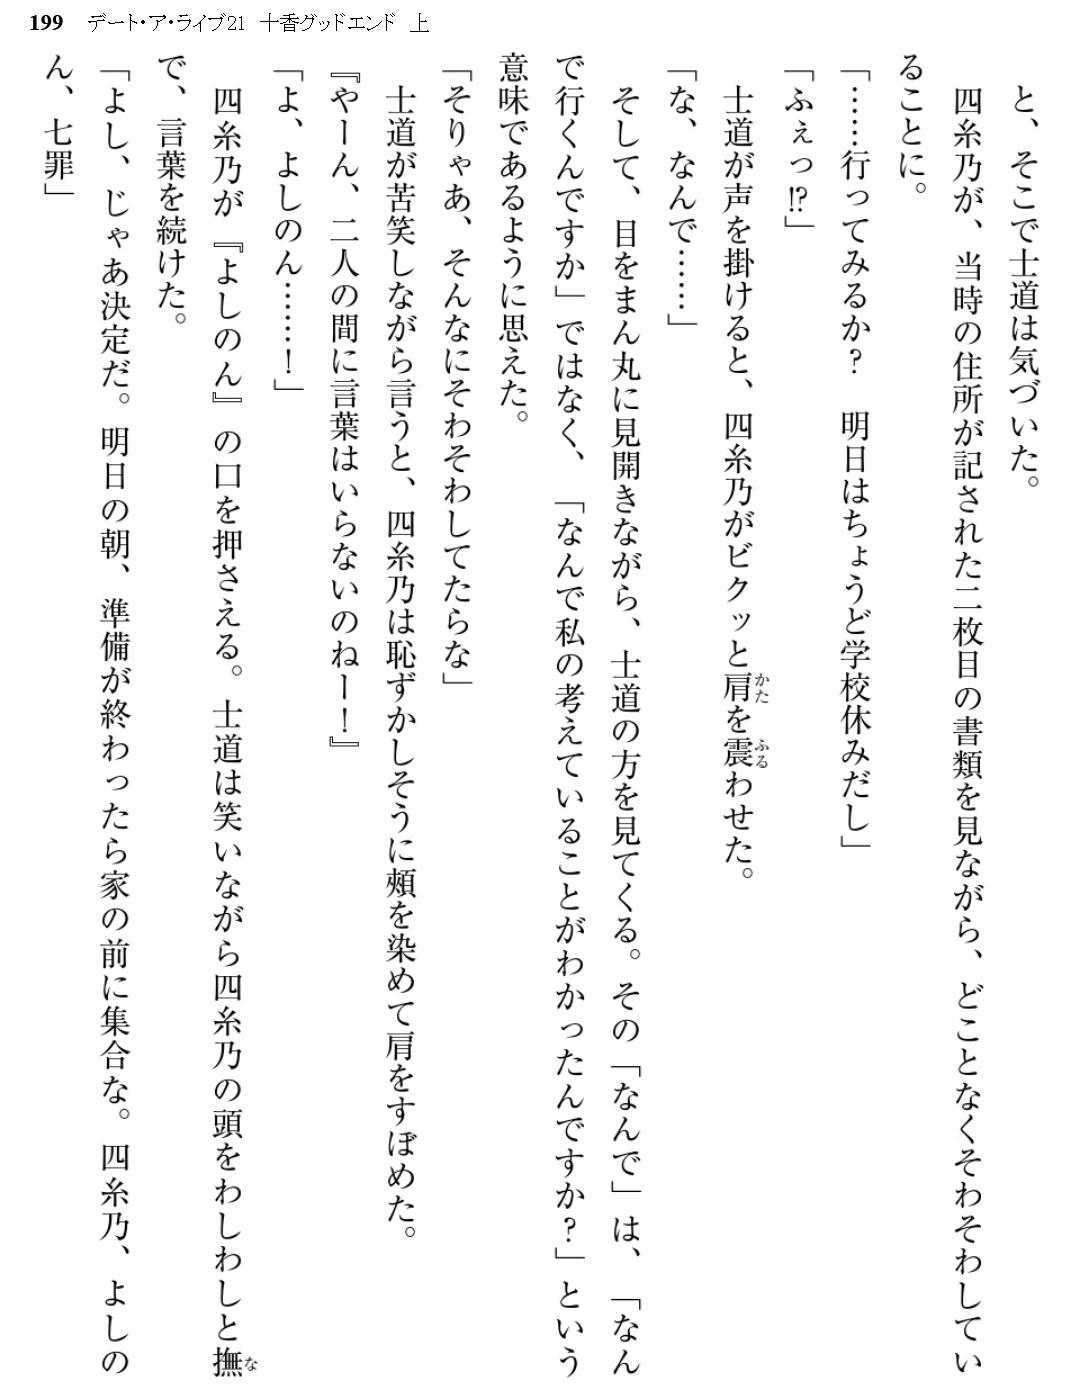 199 デート・ア・ライブ21 十香グッドエンド 上
と、そこで士道は気づいた。
四糸乃が、当時の住所が記された二枚目の書類を見ながら、どことなくそわそわしてい
ることに。
「……行ってみるか？ 明日はちょうど学校休みだし」
「ふぇっ!?」
士道が声を掛けると、四糸乃がビクッと肩を震わせた。
「な、なんで……」
そして、目をまん丸に見開きながら、士道の方を見てくる。その「なんで」は、「なん
で行くんですか」ではなく、「なんで私の考えていることがわかったんですか？」という
意味であるように思えた。
「そりゃあ、そんなにそわそわしてたらな」
士道が苦笑しながら言うと、四糸乃は恥ずかしそうに頬を染めて肩をすぼめた。
『やーん、二人の間に言葉はいらないのねー！』
「よ、よしのん……！」
四糸乃が『よしのん』の口を押さえる。士道は笑いながら四糸乃の頭をわしわしと撫
で、言葉を続けた。
「よし、じゃあ決定だ。明日の朝、準備が終わったら家の前に集合な。四糸乃、よしの
ん、七罪」